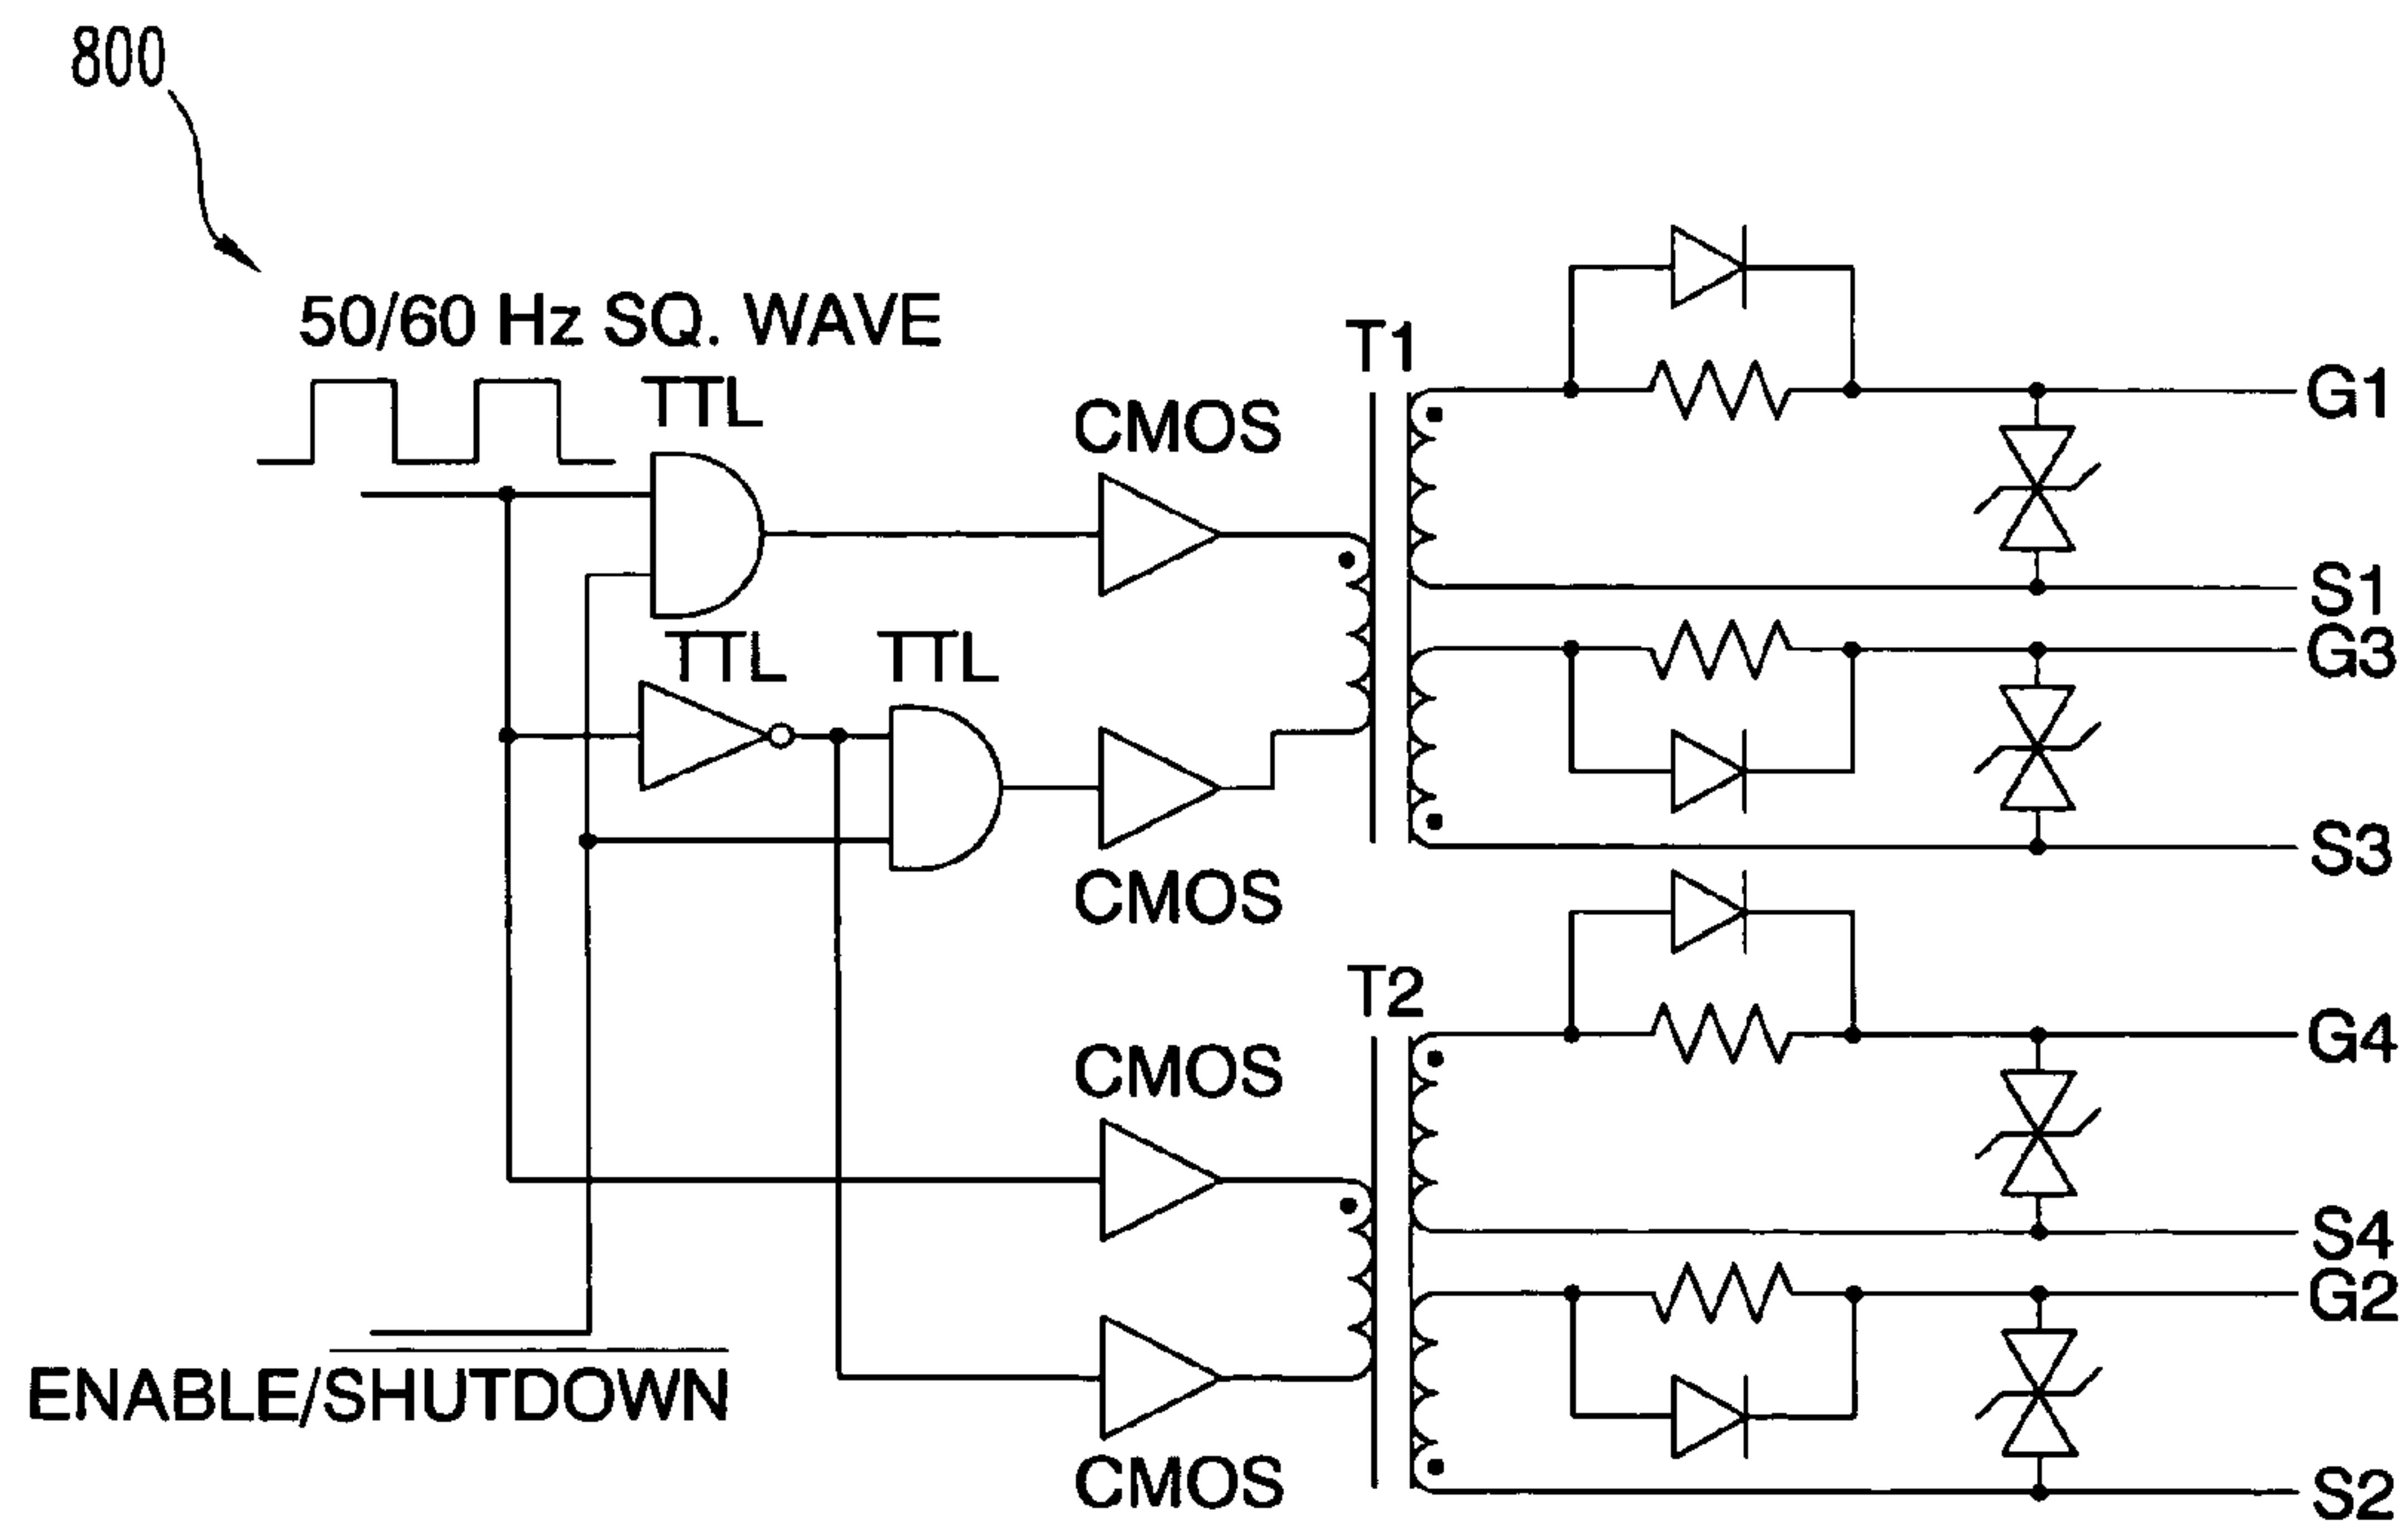 800
50/60 Hz SQ. WAVE
TTL
CMOS
T1
G1
S1
TTL
TTL
G3
CMOS
S3
T2
CMOS
G4
S4
G2
ENABLE/SHUTDOWN
CMOS
S2